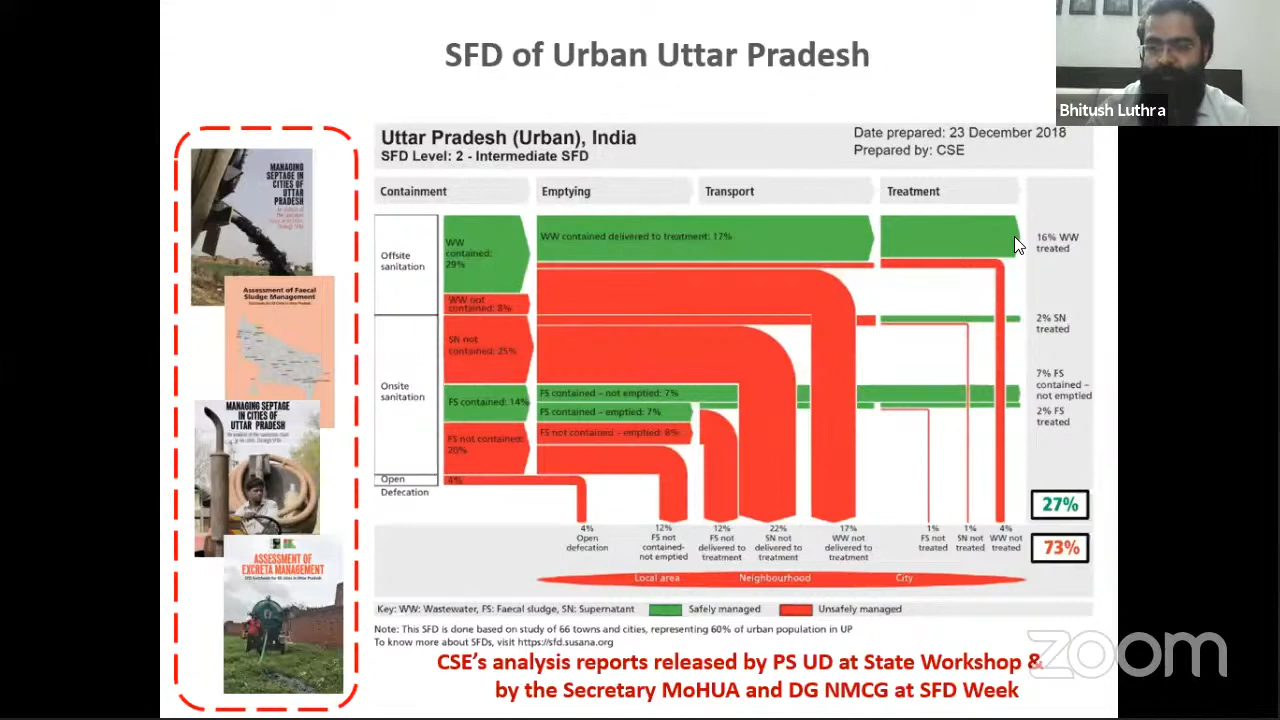 SFD of Urban Uttar Pradesh
Bhitush Luthra
MANAGING
SEPTAGE IN
CITIES OF
UTTAR
PRADESH
Assessment of Faecal
Sludge Management
MANAGING SEPTAGE
IN CITIES OF
UTTAR PRADESH
ASSESSMENT OF
EXCRETA MANAGEMENT
Uttar Pradesh (Urban), India
SFD Level: 2 - Intermediate SFD
Date prepared: 23 December 2018
Prepared by: CSE
Containment
Emptying
Transport
Treatment
Offsite
sanitation
WW
contained:
29%
WW contained delivered to treatment: 17%
16% WW
treated
WW not
contained: 8%
2% SN
treated
SN not
contained: 25%
Onsite
sanitation
7% FS
contained –
not emptied
FS contained – not emptied: 7%
FS contained: 14%
FS contained – emptied: 7%
2% FS
treated
FS not contained – emptied: 8%
FS not contained:
20%
Open
Defecation
4%
27%
73%
4%
Open
defecation
12%
FS not
contained-
not emptied
12%
FS not
delivered to
treatment
22%
SN not
delivered to
treatment
17%
WW not
delivered to
treatment
1%
FS not
treated
1%
SN not
treated
4%
WW not
treated
Local area
Neighbourhood
City
Key: WW: Wastewater, FS: Faecal sludge, SN: Supernatant
Safely managed
Unsafely managed
Note: This SFD is done based on study of 66 towns and cities, representing 60% of urban population in UP
To know more about SFDs, visit https://sfd.susana.org
CSE's analysis reports released by PS UD at State Workshop &
by the Secretary MoHUA and DG NMCG at SFD Week
zoom